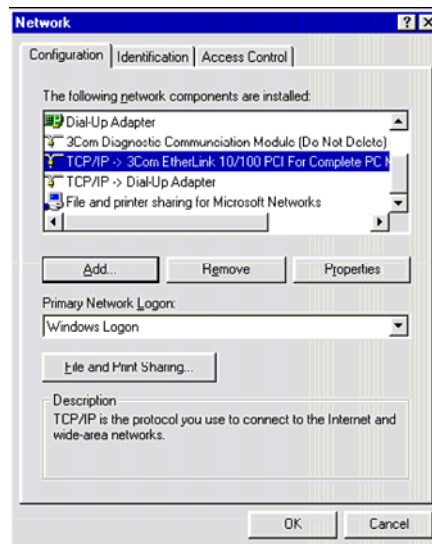 Network
Configuration Identification Access Control
The following network components are installed:
Dial-Up Adapter
3Com Diagnostic Communciation Module (Do Not Delete)
TCP/IP -> 3Com EtherLink 10/100 PCI For Complete PC
TCP/IP -> Dial-Up Adapter
File and printer sharing for Microsoft Networks
Add... Remove Properties
Primary Network Logon:
Windows Logon
File and Print Sharing...
Description
TCP/IP is the protocol you use to connect to the Internet and
wide-area networks.
OK Cancel